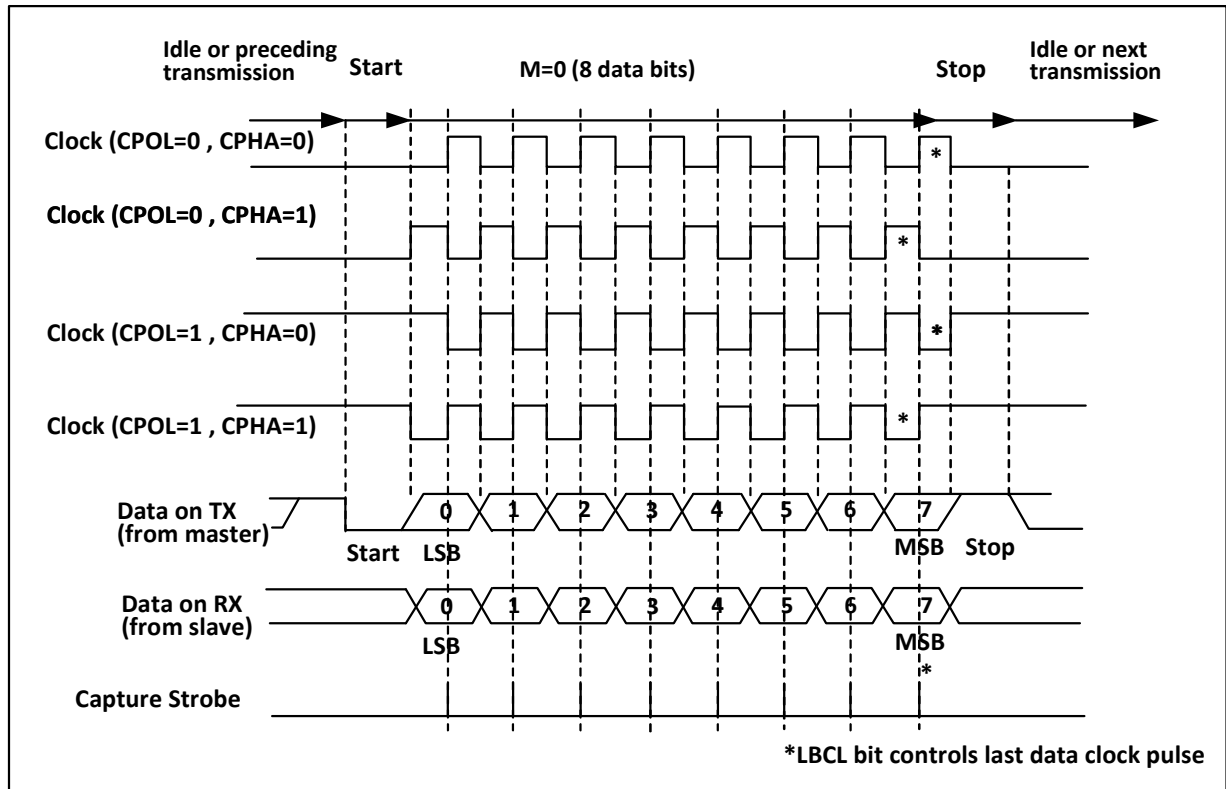 Idle or preceding
transmission
Start
M=0 (8 data bits)
Stop
Idle or next
transmission
Clock (CPOL=0 , CPHA=0)
*
Clock (CPOL=0 , CPHA=1)
*
Clock (CPOL=1 , CPHA=0)
*
Clock (CPOL=1 , CPHA=1)
*
Data on TX
(from master)
0 1 2 3 4 5 6 7
Start LSB MSB Stop
Data on RX
(from slave)
0 1 2 3 4 5 6 7
LSB MSB
*
Capture Strobe
*LBCL bit controls last data clock pulse